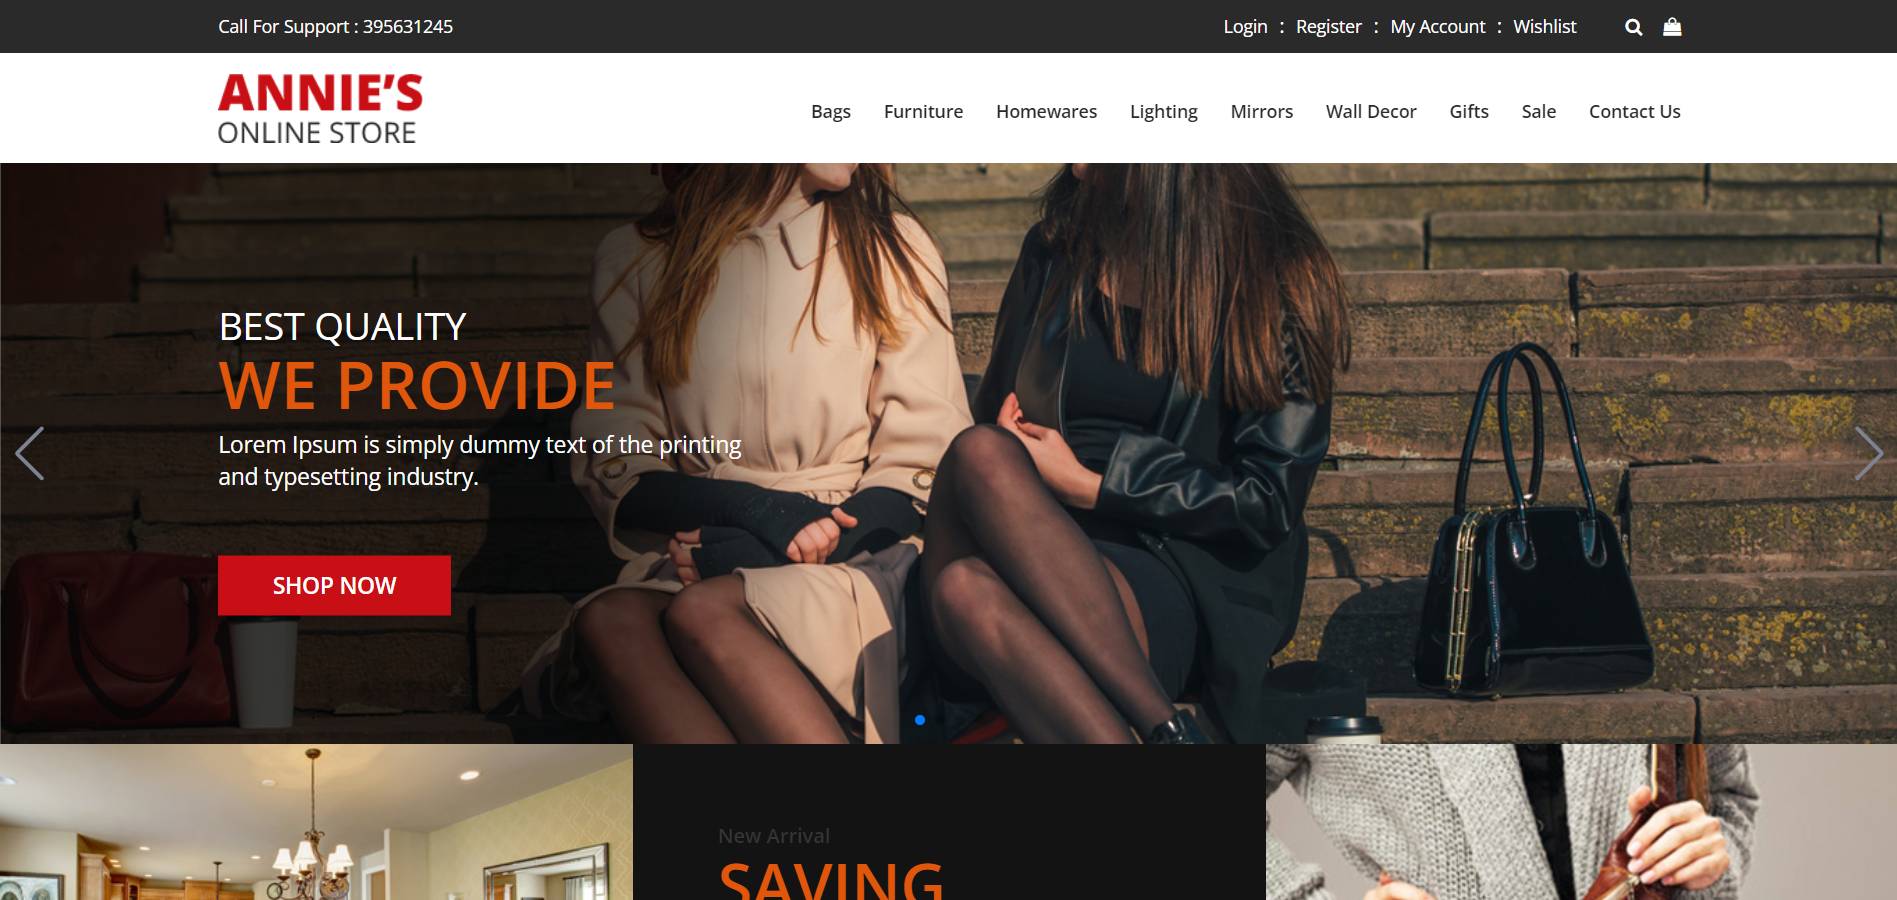 Call For Support : 395631245
Login : Register : My Account : Wishlist
ANNIE'S
ONLINE STORE
Bags Furniture Homewares Lighting Mirrors Wall Decor Gifts Sale Contact Us
BEST QUALITY
WE PROVIDE
Lorem Ipsum is simply dummy text of the printing
and typesetting industry.
SHOP NOW
New Arrival
SAVING